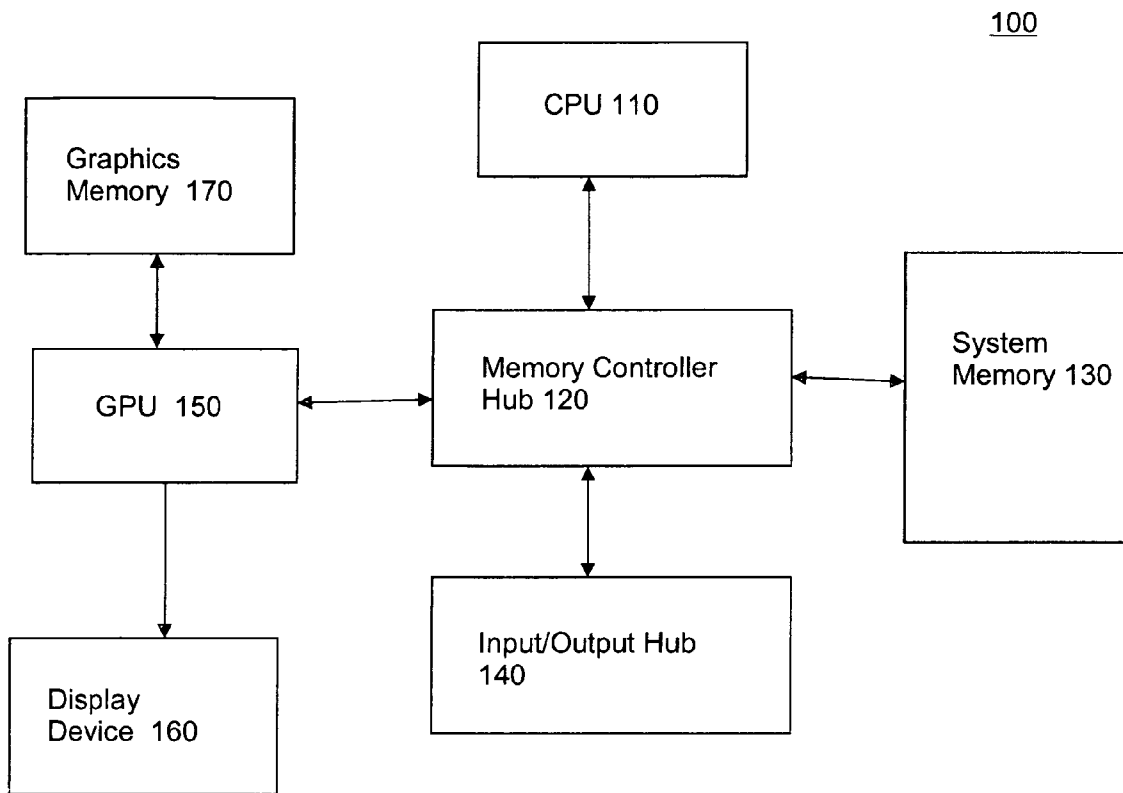 100
CPU 110
Graphics
Memory 170
System
Memory 130
Memory Controller
Hub 120
GPU 150
Input/Output Hub
140
Display
Device 160